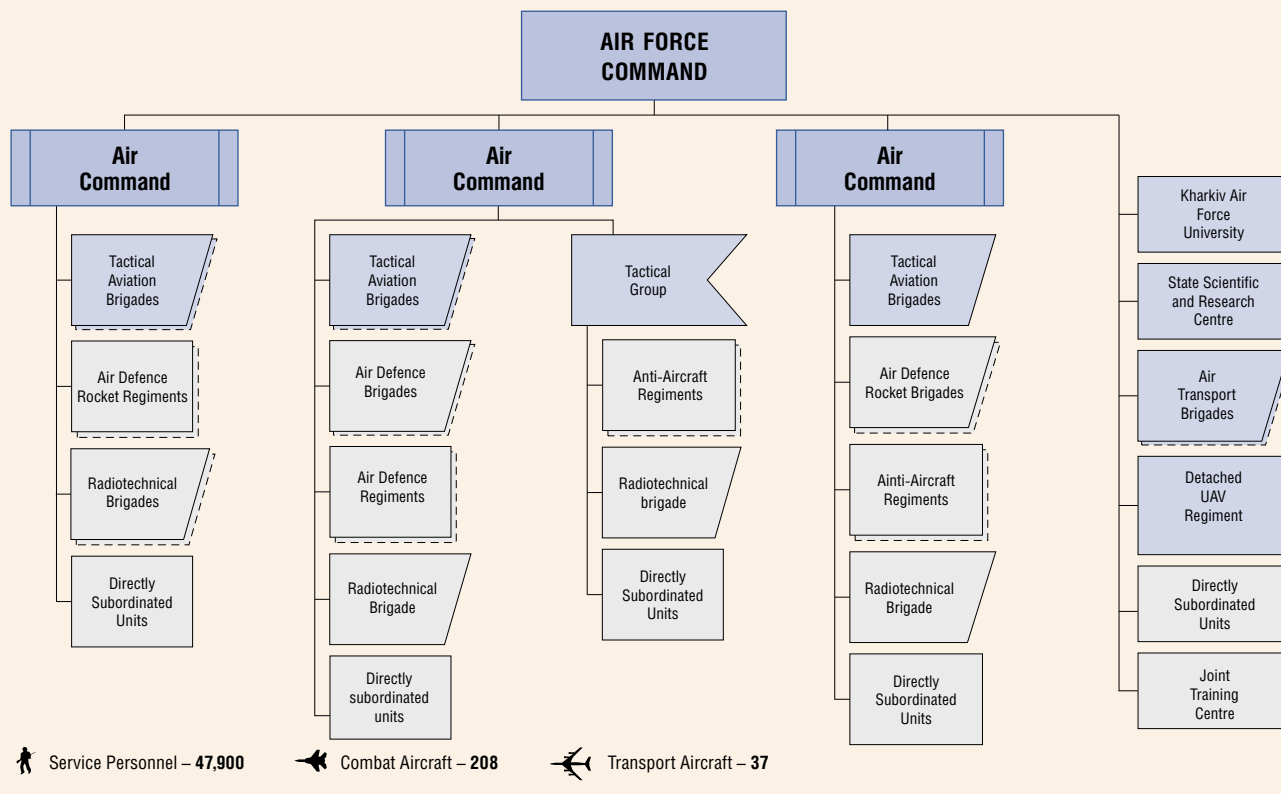 AIR FORCE
COMMAND
Air
Command
Tactical
Aviation
Brigades
Air Defence
Rocket Regiments
Radiotechnical
Brigades
Directly
Subordinated
Units
Air
Command
Tactical
Aviation
Brigades
Air Defence
Brigades
Air Defence
Regiments
Radiotechnical
Brigade
Directly
subordinated
units
Tactical
Group
Anti-Aircraft
Regiments
Radiotechnical
brigade
Directly
Subordinated
Units
Air
Command
Tactical
Aviation
Brigades
Air Defence
Rocket Brigades
Ainti-Aircraft
Regiments
Radiotechnical
Brigade
Directly
Subordinated
Units
Kharkiv Air
Force
University
State Scientific
and Research
Centre
Air
Transport
Brigades
Detached
UAV
Regiment
Directly
Subordinated
Units
Joint
Training
Centre
Service Personnel – 47,900
Combat Aircraft – 208
Transport Aircraft – 37